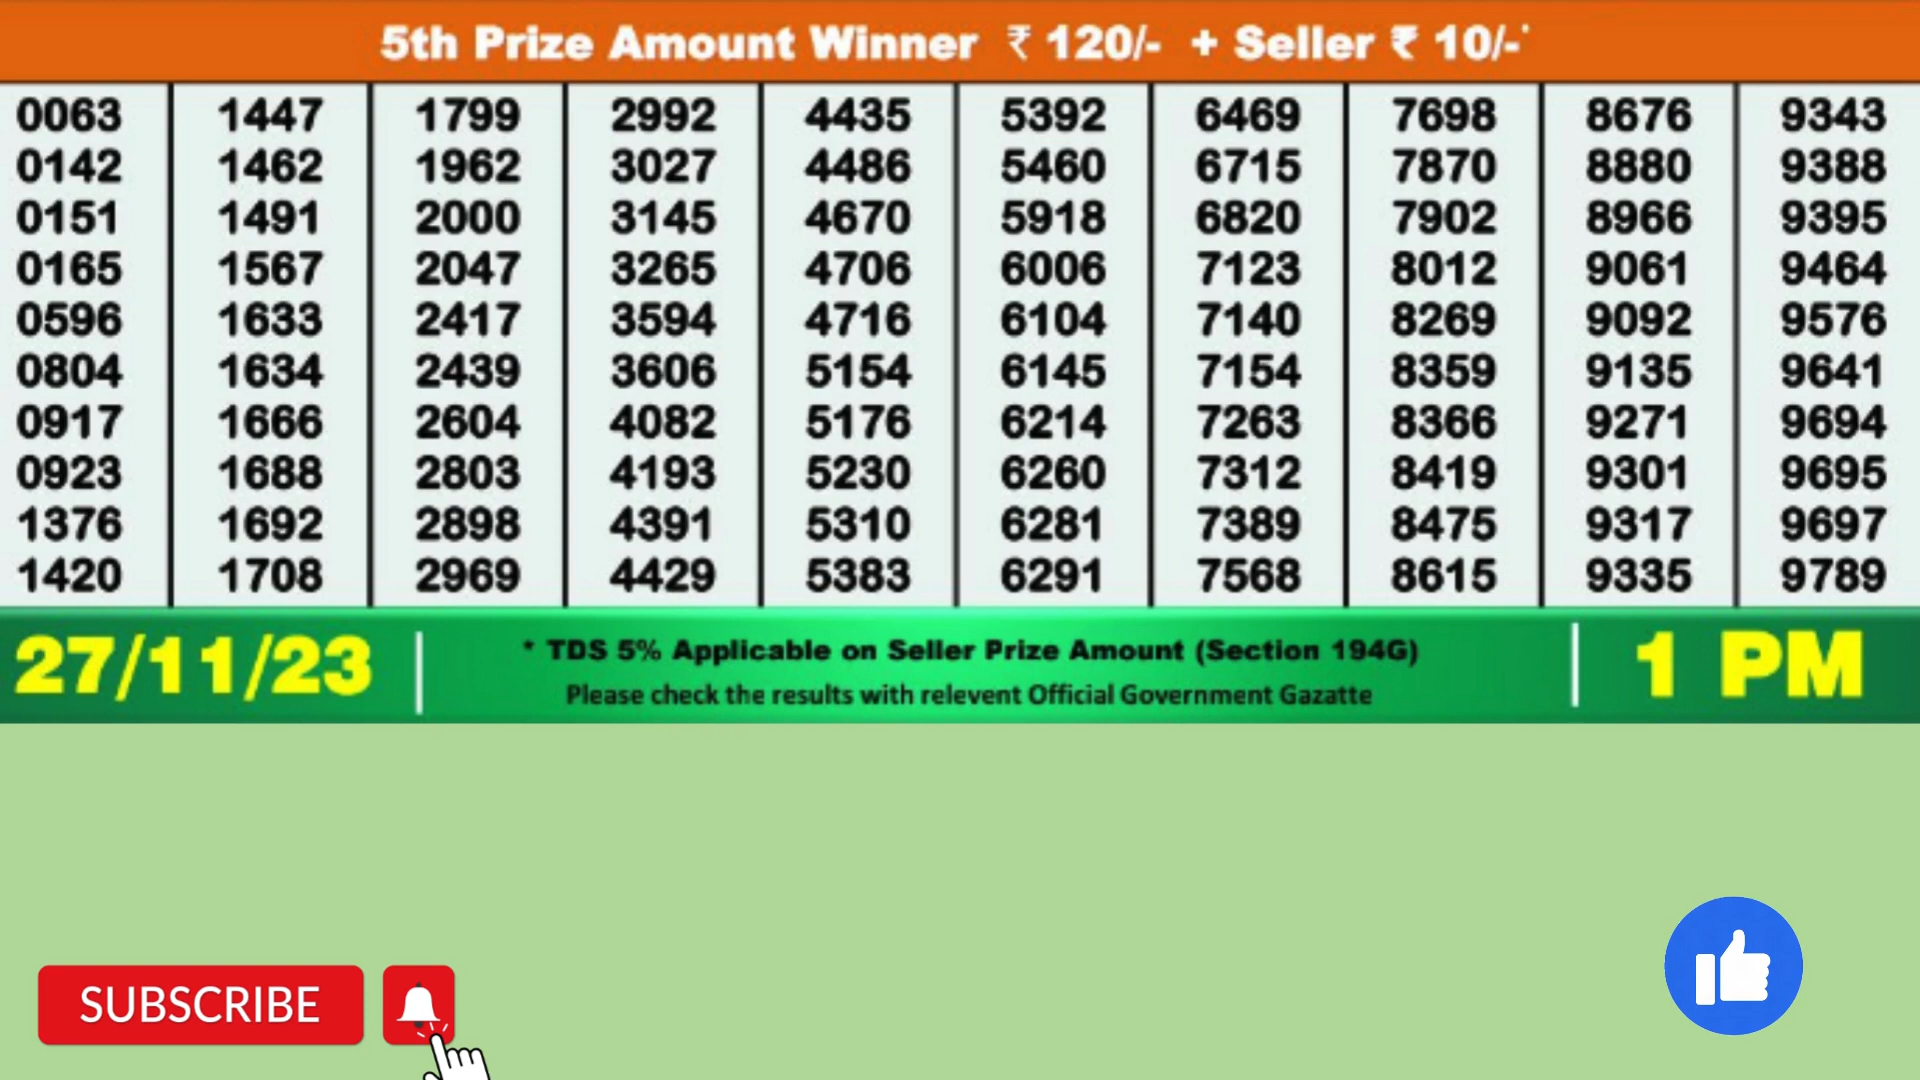 5th Prize Amount Winner ₹ 120/- + Seller ₹ 10/-*
0063 1447 1799 2992 4435 5392 6469 7698 8676 9343
0142 1462 1962 3027 4486 5460 6715 7870 8880 9388
0151 1491 2000 3145 4670 5918 6820 7902 8966 9395
0165 1567 2047 3265 4706 6006 7123 8012 9061 9464
0596 1633 2417 3594 4716 6104 7140 8269 9092 9576
0804 1634 2439 3606 5154 6145 7154 8359 9135 9641
0917 1666 2604 4082 5176 6214 7263 8366 9271 9694
0923 1688 2803 4193 5230 6260 7312 8419 9301 9695
1376 1692 2898 4391 5310 6281 7389 8475 9317 9697
1420 1708 2969 4429 5383 6291 7568 8615 9335 9789
27/11/23
* TDS 5% Applicable on Seller Prize Amount (Section 194G)
Please check the results with relevent Official Government Gazatte
1 PM
SUBSCRIBE